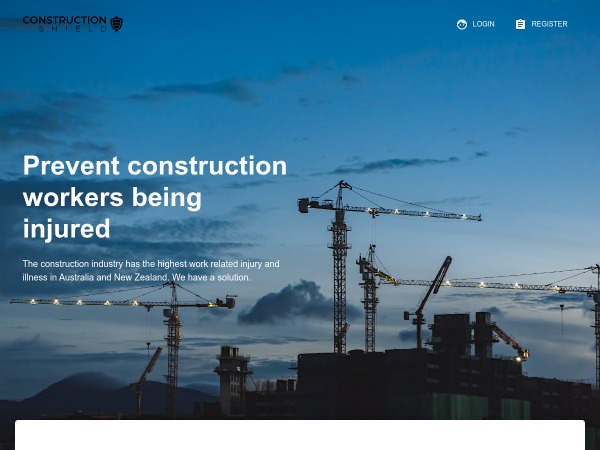 CONSTRUCTION
SHIELD
LOGIN
REGISTER
Prevent construction
workers being
injured
The construction industry has the highest work related injury and
illness in Australia and New Zealand. We have a solution.